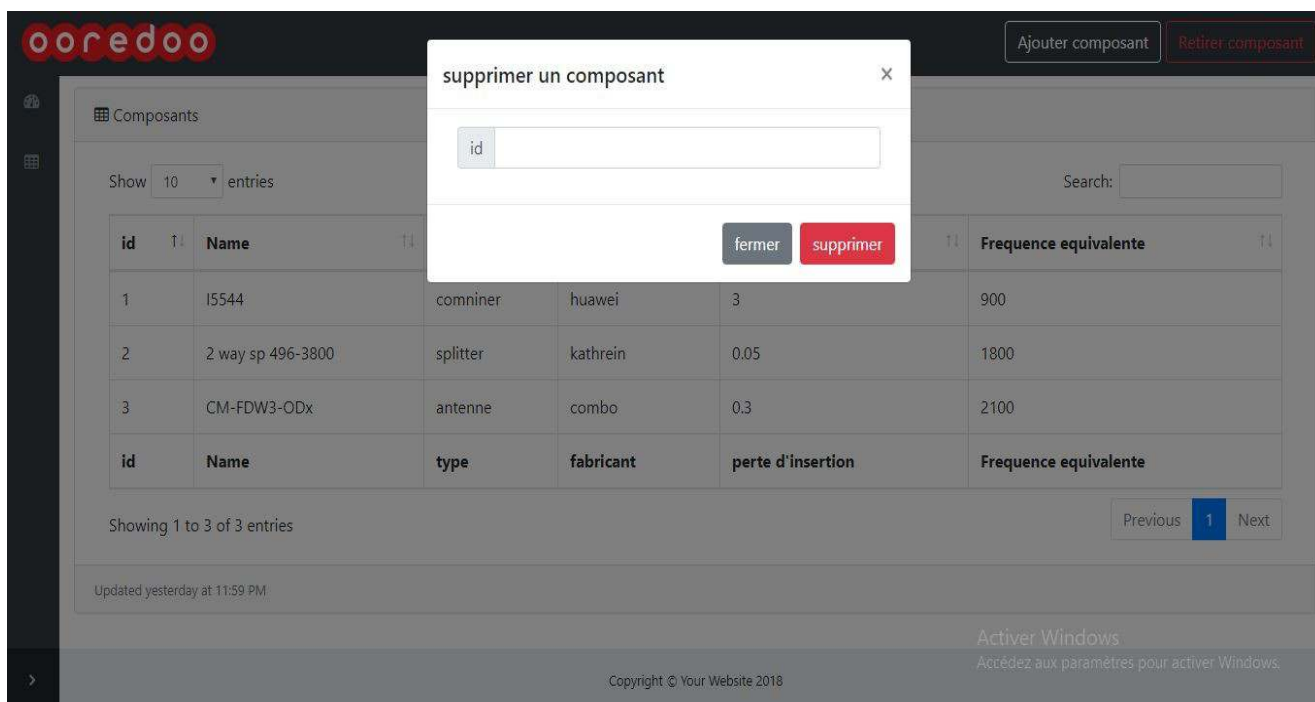 ooredoo
Ajouter composant Retirer composant
supprimer un composant ×
Composants
id
Show 10 entries Search:
id Name Frequence equivalente
fermer supprimer
1 I5544 comniner huawei 3 900
2 2 way sp 496-3800 splitter kathrein 0.05 1800
3 CM-FDW3-ODx antenne combo 0.3 2100
id Name type fabricant perte d'insertion Frequence equivalente
Showing 1 to 3 of 3 entries Previous 1 Next
Updated yesterday at 11:59 PM
Activer Windows
Accédez aux paramètres pour activer Windows.
Copyright © Your Website 2018